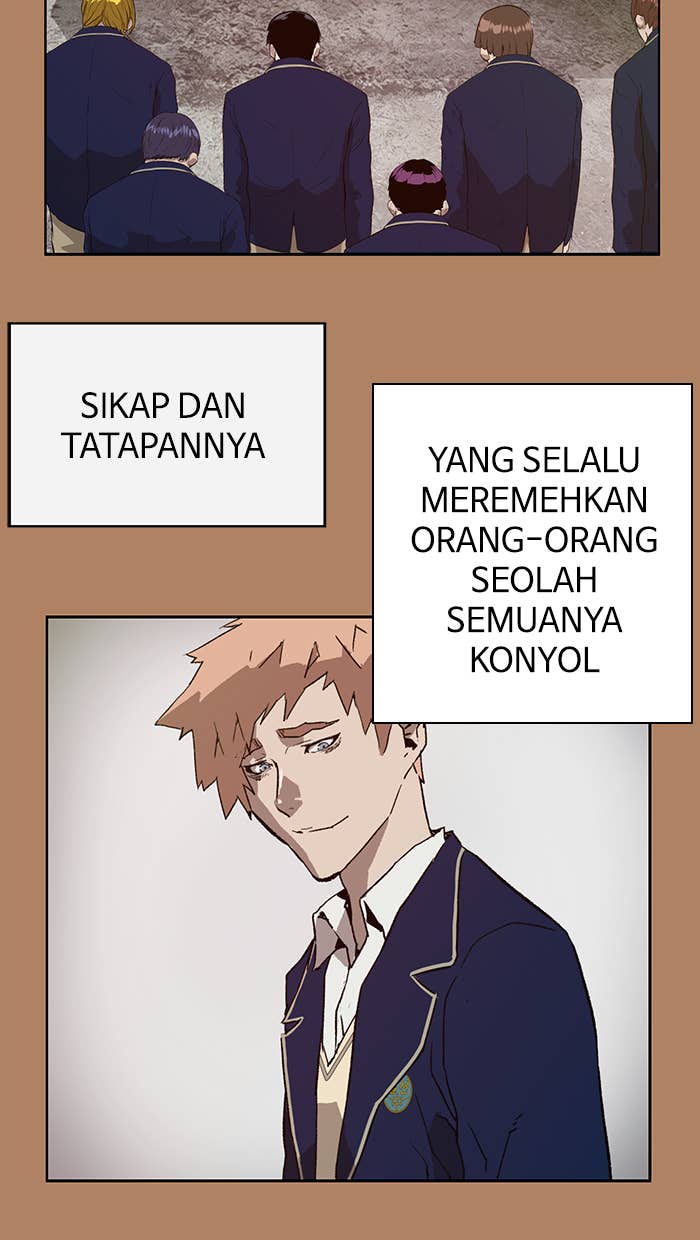 SIKAP DAN
TATAPANNYA
YANG SELALU
MEREMEHKAN
ORANG-ORANG
SEOLAH
SEMUANYA
KONYOL